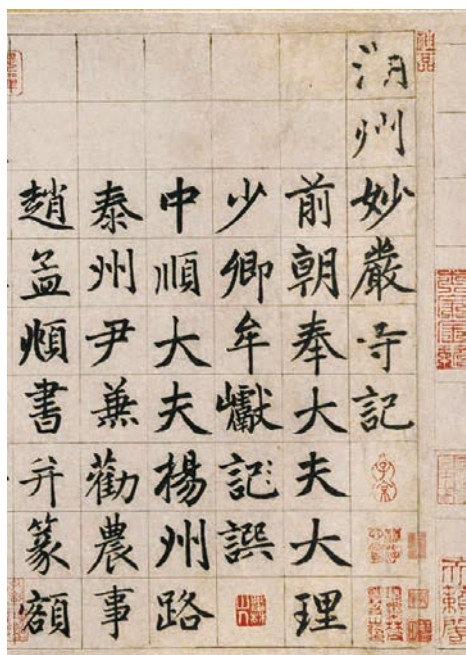 湖州妙嚴寺記
前朝奉大夫大理
少卿牟巘記譔
中順大夫楊州路
泰州尹兼勸農事
趙孟頫書并篆額